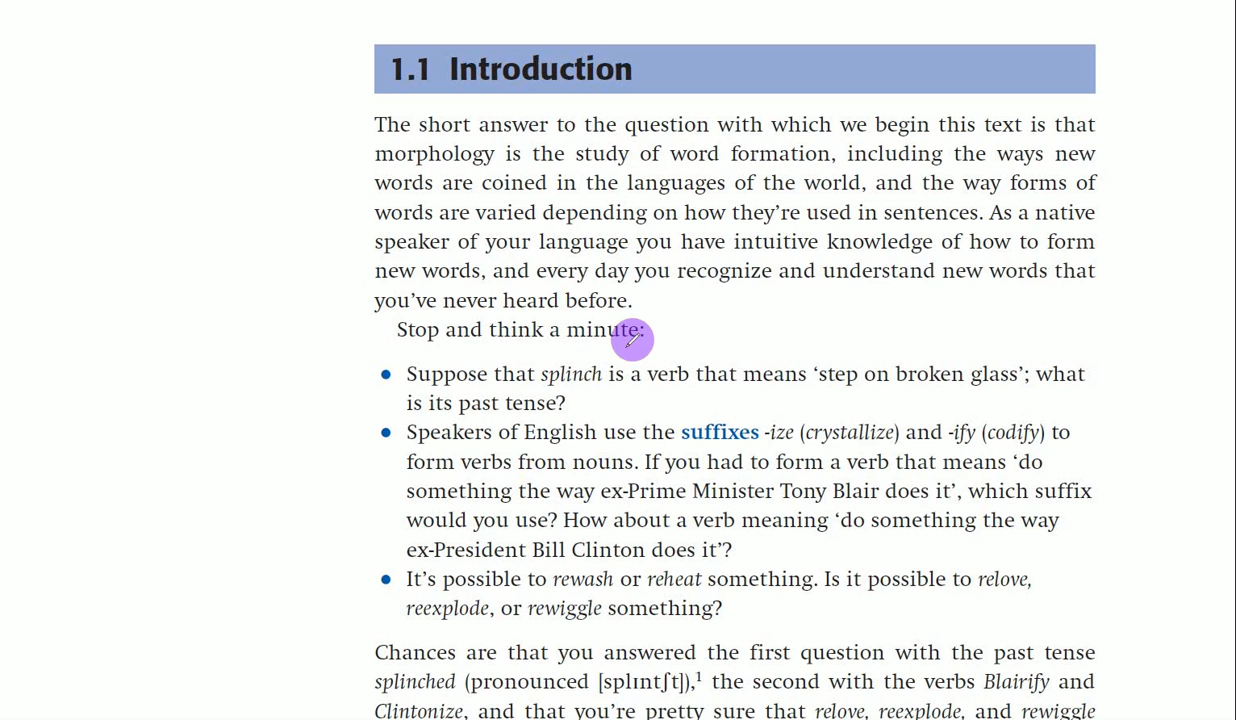 1.1 Introduction
The short answer to the question with which we begin this text is that
morphology is the study of word formation, including the ways new
words are coined in the languages of the world, and the way forms of
words are varied depending on how they’re used in sentences. As a native
speaker of your language you have intuitive knowledge of how to form
new words, and every day you recognize and understand new words that
you’ve never heard before.
Stop and think a minute:
• Suppose that splinch is a verb that means ‘step on broken glass’; what
is its past tense?
• Speakers of English use the suffixes -ize (crystallize) and -ify (codify) to
form verbs from nouns. If you had to form a verb that means ‘do
something the way ex-Prime Minister Tony Blair does it’, which suffix
would you use? How about a verb meaning ‘do something the way
ex-President Bill Clinton does it’?
• It’s possible to rewash or reheat something. Is it possible to relove,
reexplode, or rewiggle something?
Chances are that you answered the first question with the past tense
splinched (pronounced [splɪntʃt]),¹ the second with the verbs Blairify and
Clintonize, and that you’re pretty sure that relove, reexplode, and rewiggle